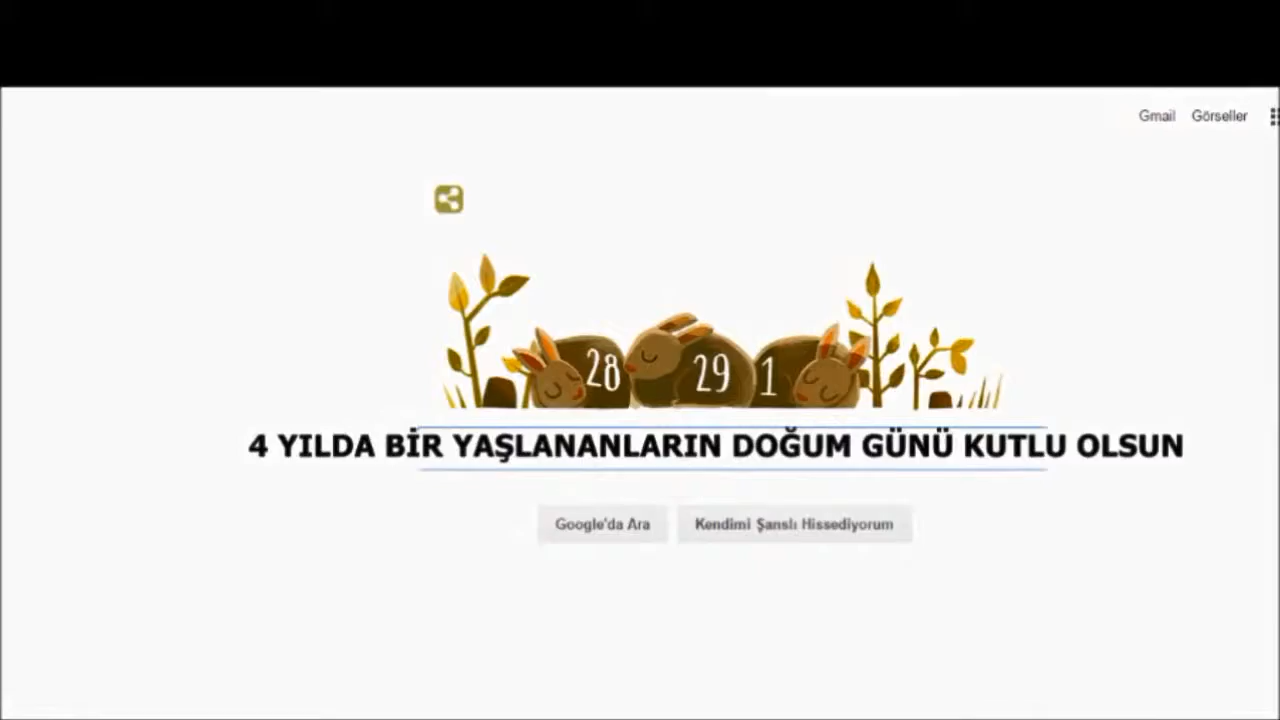 Gmail Görseller
28 29 1
4 YILDA BİR YAŞLANANLARIN DOĞUM GÜNÜ KUTLU OLSUN
Google'da Ara Kendimi Şanslı Hissediyorum